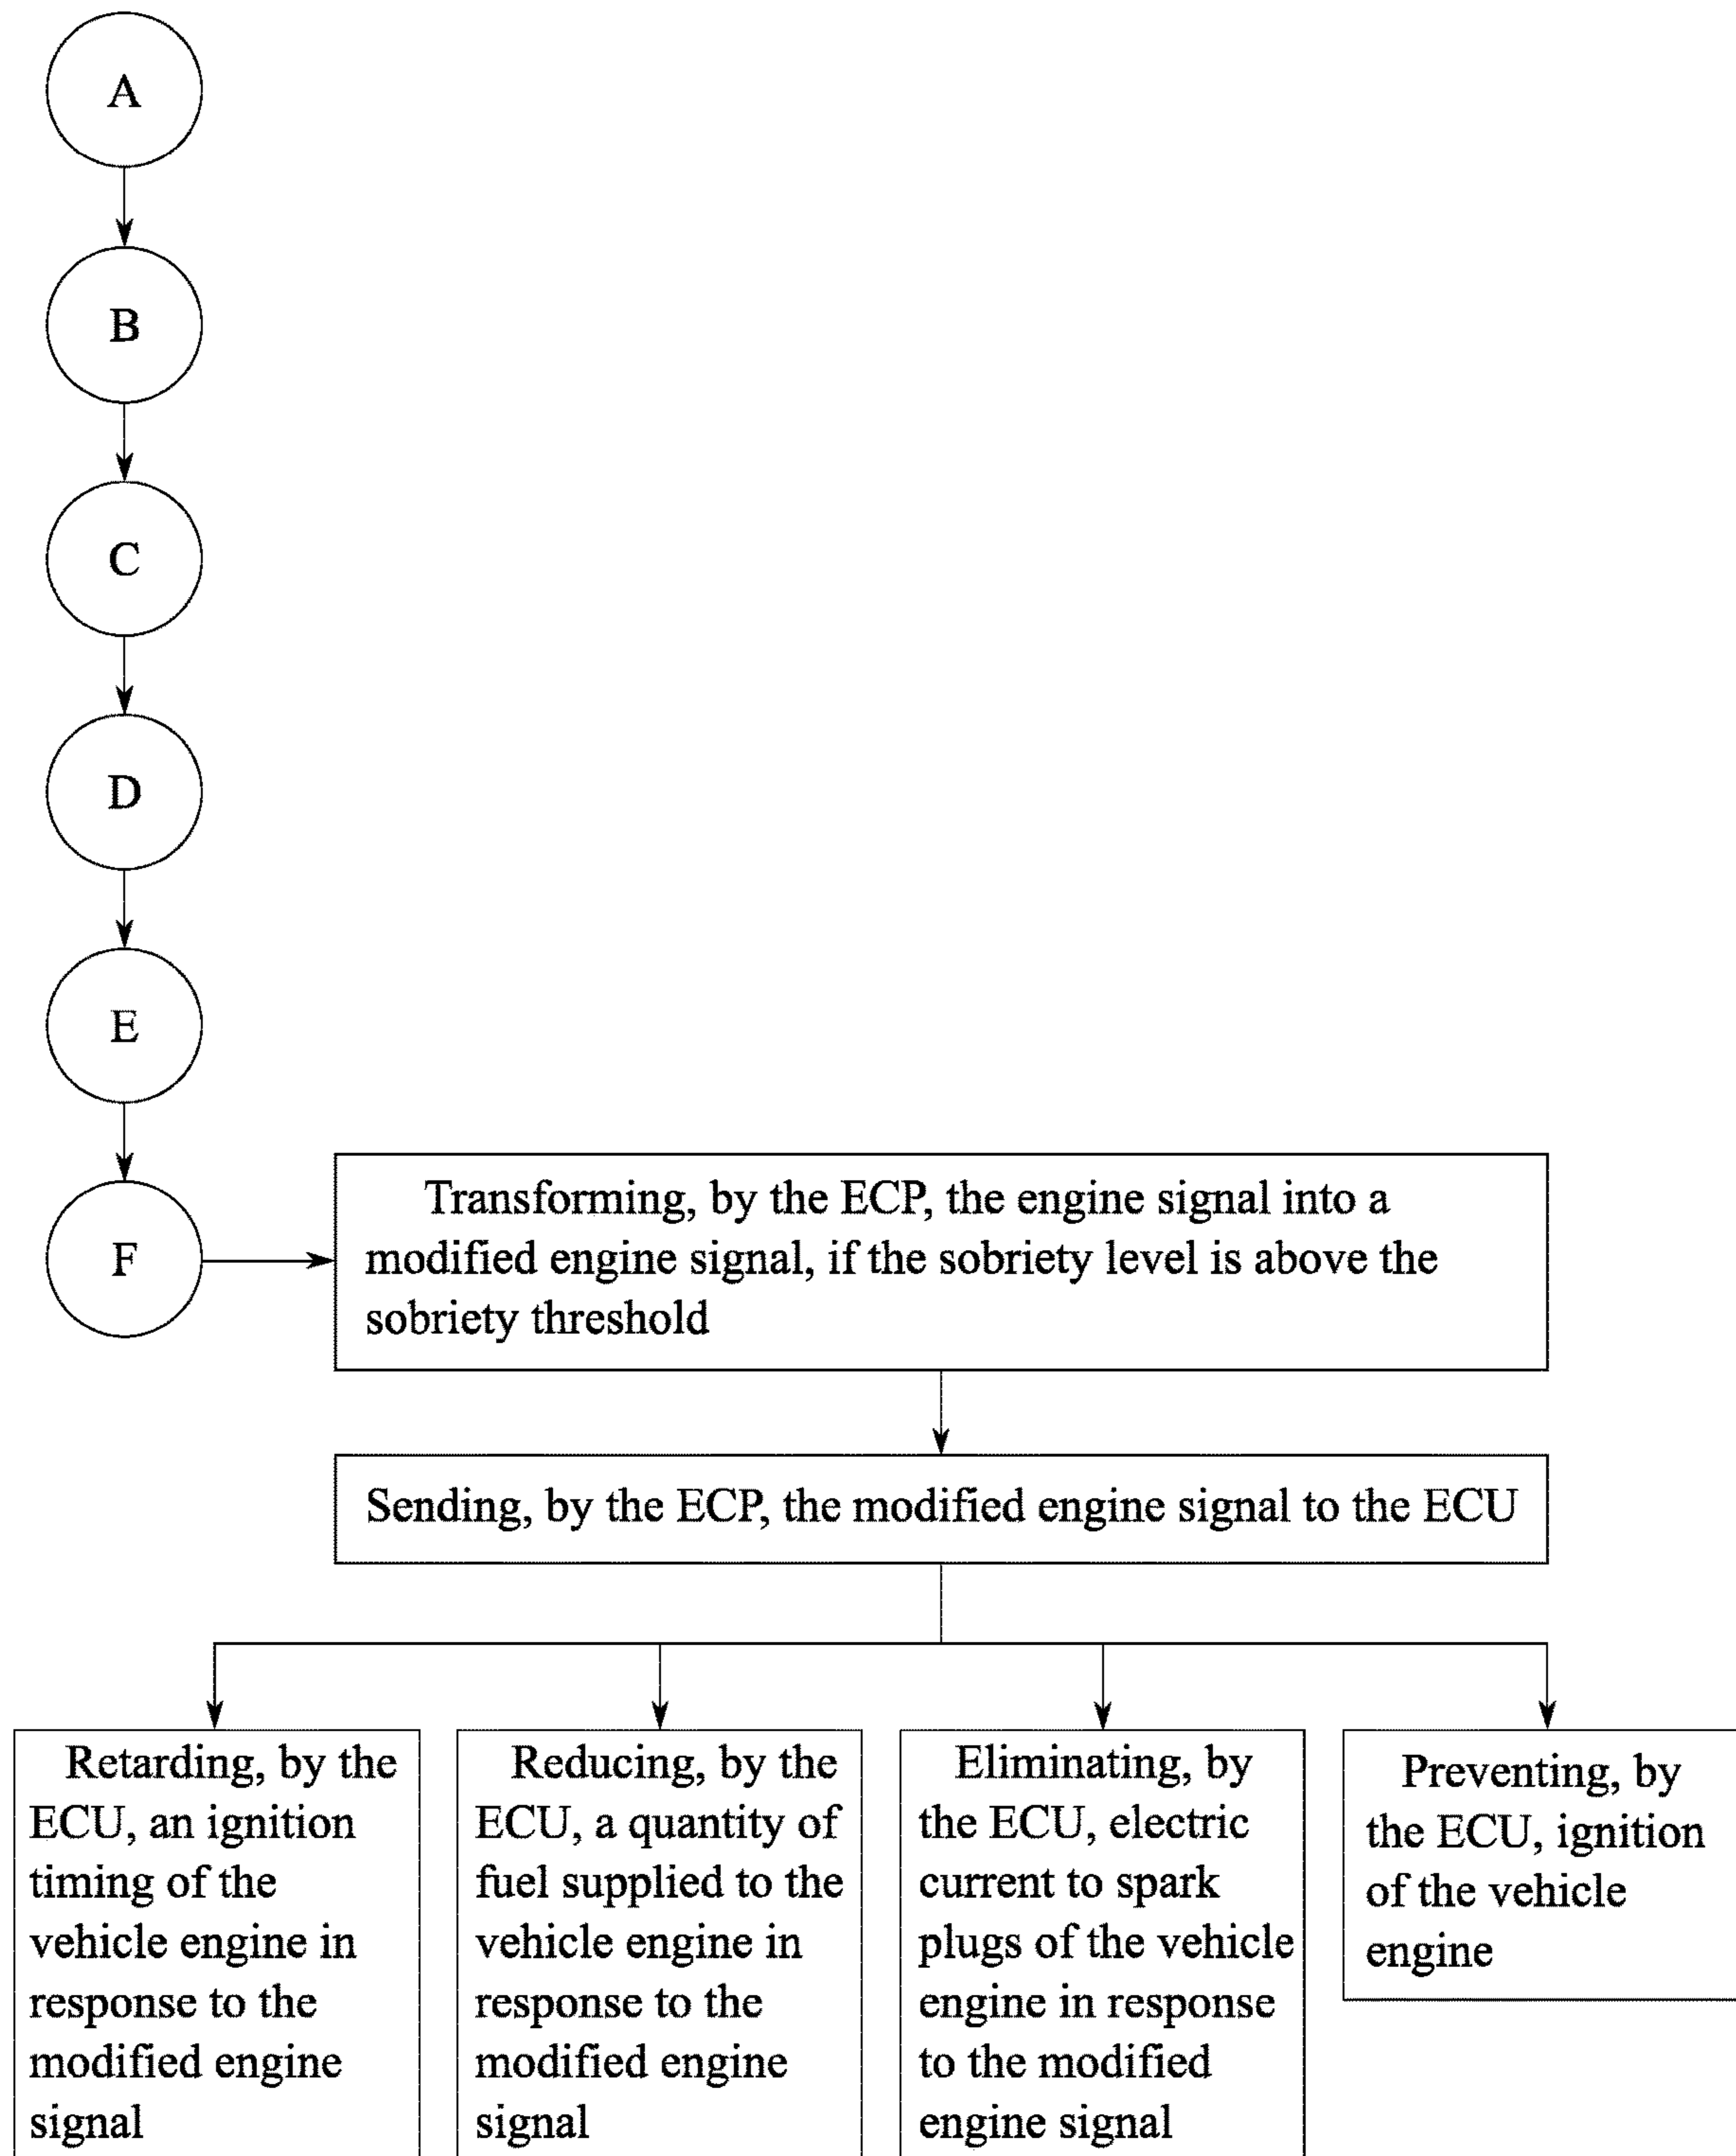 A
B
C
D
E
F
Transforming, by the ECP, the engine signal into a
modified engine signal, if the sobriety level is above the
sobriety threshold
Sending, by the ECP, the modified engine signal to the ECU
Retarding, by the
ECU, an ignition
timing of the
vehicle engine in
response to the
modified engine
signal
Reducing, by the
ECU, a quantity of
fuel supplied to the
vehicle engine in
response to the
modified engine
signal
Eliminating, by
the ECU, electric
current to spark
plugs of the vehicle
engine in response
to the modified
engine signal
Preventing, by
the ECU, ignition
of the vehicle
engine